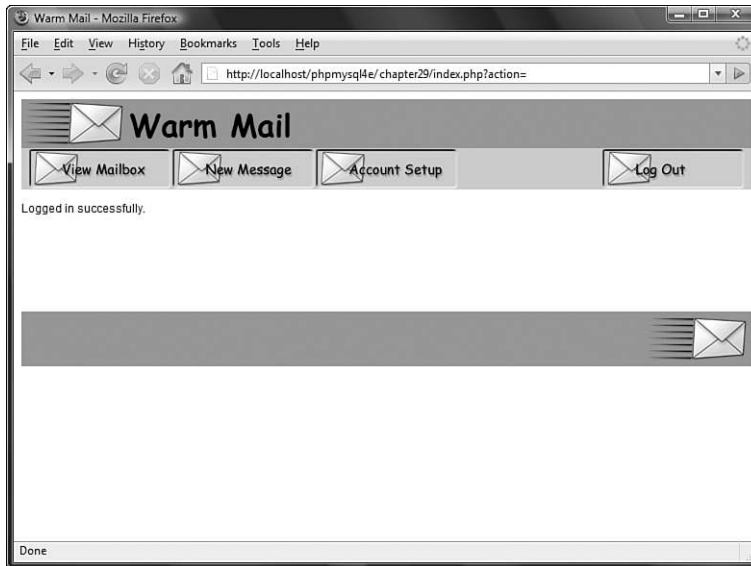 Warm Mail - Mozilla Firefox
File Edit View History Bookmarks Tools Help
http://localhost/phpmysql4e/chapter29/index.php?action=
Warm Mail
View Mailbox New Message Account Setup Log Out
Logged in successfully.
Done